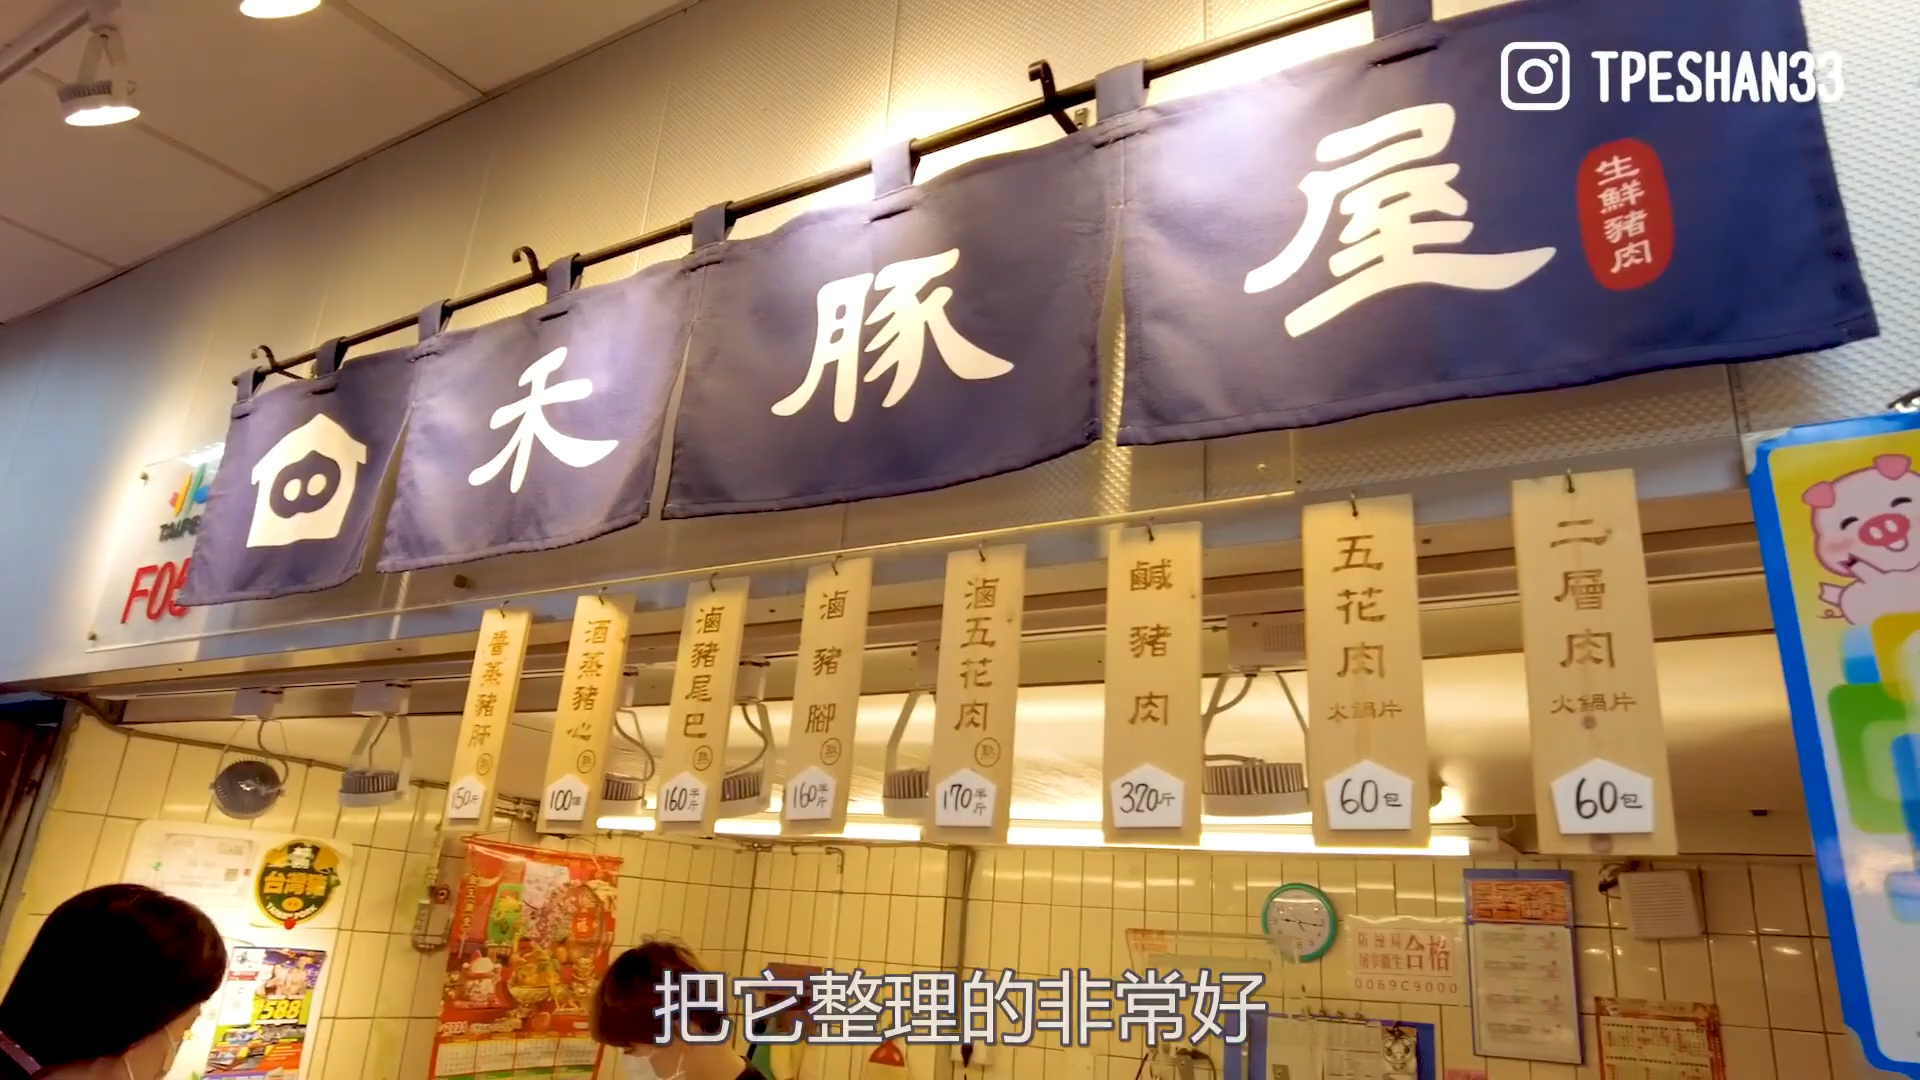 TPESHAN33
禾豚屋
生鮮豬肉
醬蒸豬肝 熟
150斤
酒蒸豬心 熟
100個
滷豬尾巴 熟
160半斤
滷豬腳 熟
160半斤
滷五花肉 熟
170半斤
鹹豬肉
320斤
五花肉
火鍋片
60包
二層肉
火鍋片
60包
台灣豬
合格
0069C9000
588
把它整理的非常好